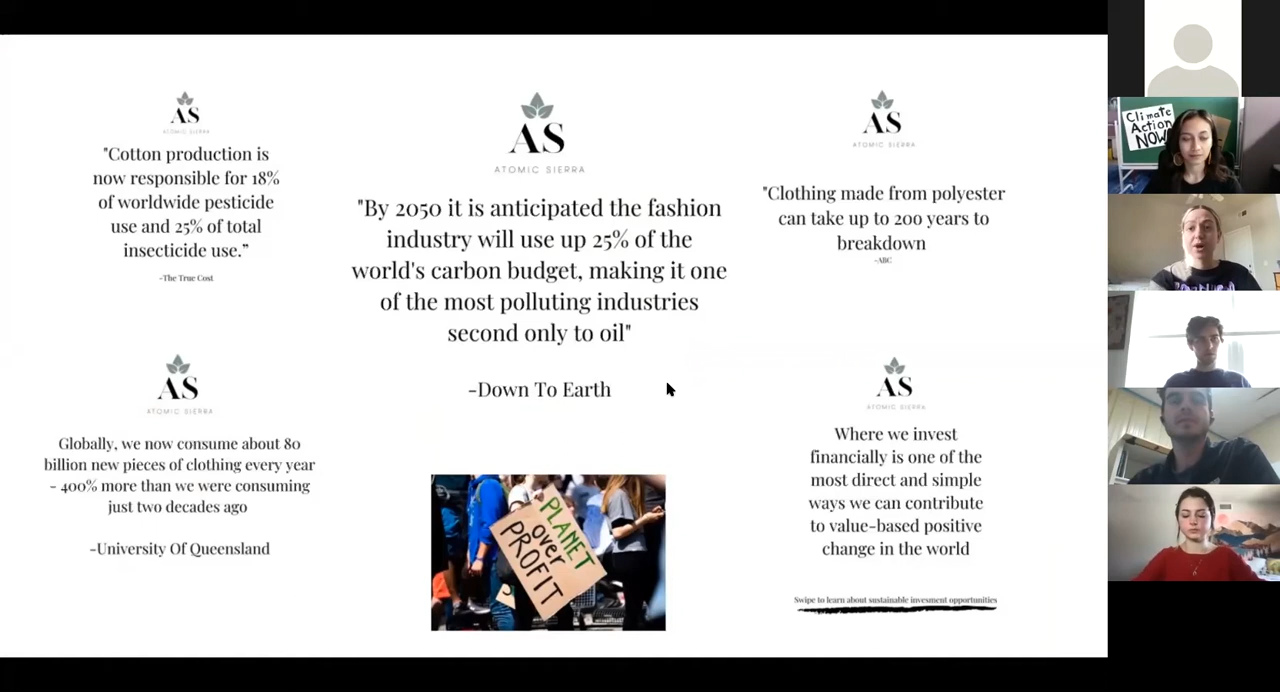 AS
ATOMIC SIERRA
"Cotton production is
now responsible for 18%
of worldwide pesticide
use and 25% of total
insecticide use.”
-The True Cost
AS
ATOMIC SIERRA
"By 2050 it is anticipated the fashion
industry will use up 25% of the
world's carbon budget, making it one
of the most polluting industries
second only to oil"
-Down To Earth
AS
ATOMIC SIERRA
"Clothing made from polyester
can take up to 200 years to
breakdown
-ABC
AS
ATOMIC SIERRA
Globally, we now consume about 80
billion new pieces of clothing every year
- 400% more than we were consuming
just two decades ago
-University Of Queensland
PLANET
over
PROFIT
AS
ATOMIC SIERRA
Where we invest
financially is one of the
most direct and simple
ways we can contribute
to value-based positive
change in the world
Swipe to learn about sustainable invesment opportunities
Climate
Action
NOW